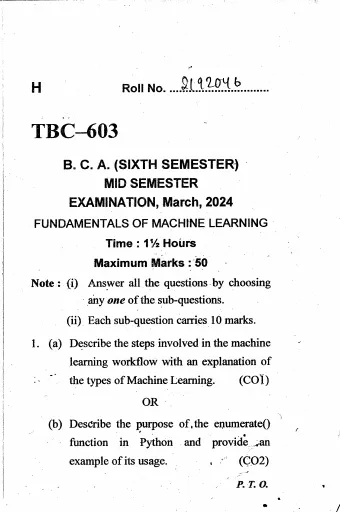 H
Roll No. ....2192046.......
TBC–603
B. C. A. (SIXTH SEMESTER)
MID SEMESTER
EXAMINATION, March, 2024
FUNDAMENTALS OF MACHINE LEARNING
Time : 1½ Hours
Maximum Marks : 50
Note : (i) Answer all the questions by choosing
any one of the sub-questions.
(ii) Each sub-question carries 10 marks.
1. (a) Describe the steps involved in the machine
learning workflow with an explanation of
the types of Machine Learning. (CO1)
OR
(b) Describe the purpose of the enumerate()
function in Python and provide an
example of its usage. (CO2)
P. T. O.